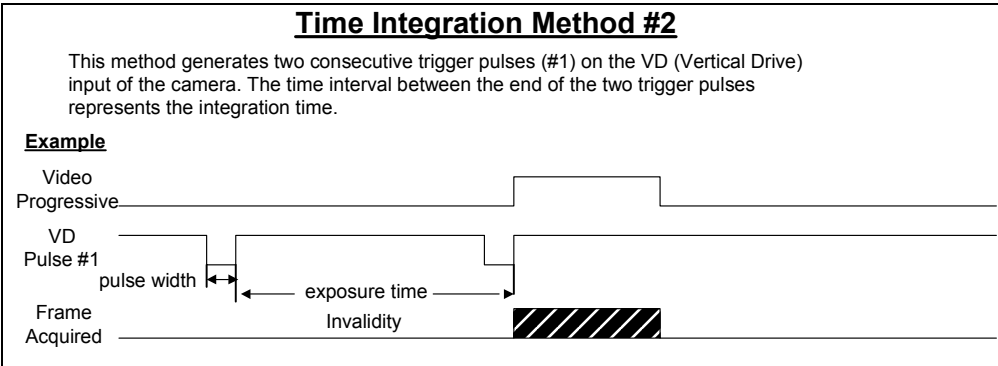 Time Integration Method #2
This method generates two consecutive trigger pulses (#1) on the VD (Vertical Drive)
input of the camera. The time interval between the end of the two trigger pulses
represents the integration time.
Example
Video
Progressive
VD
Pulse #1
pulse width
exposure time
Frame
Acquired
Invalidity